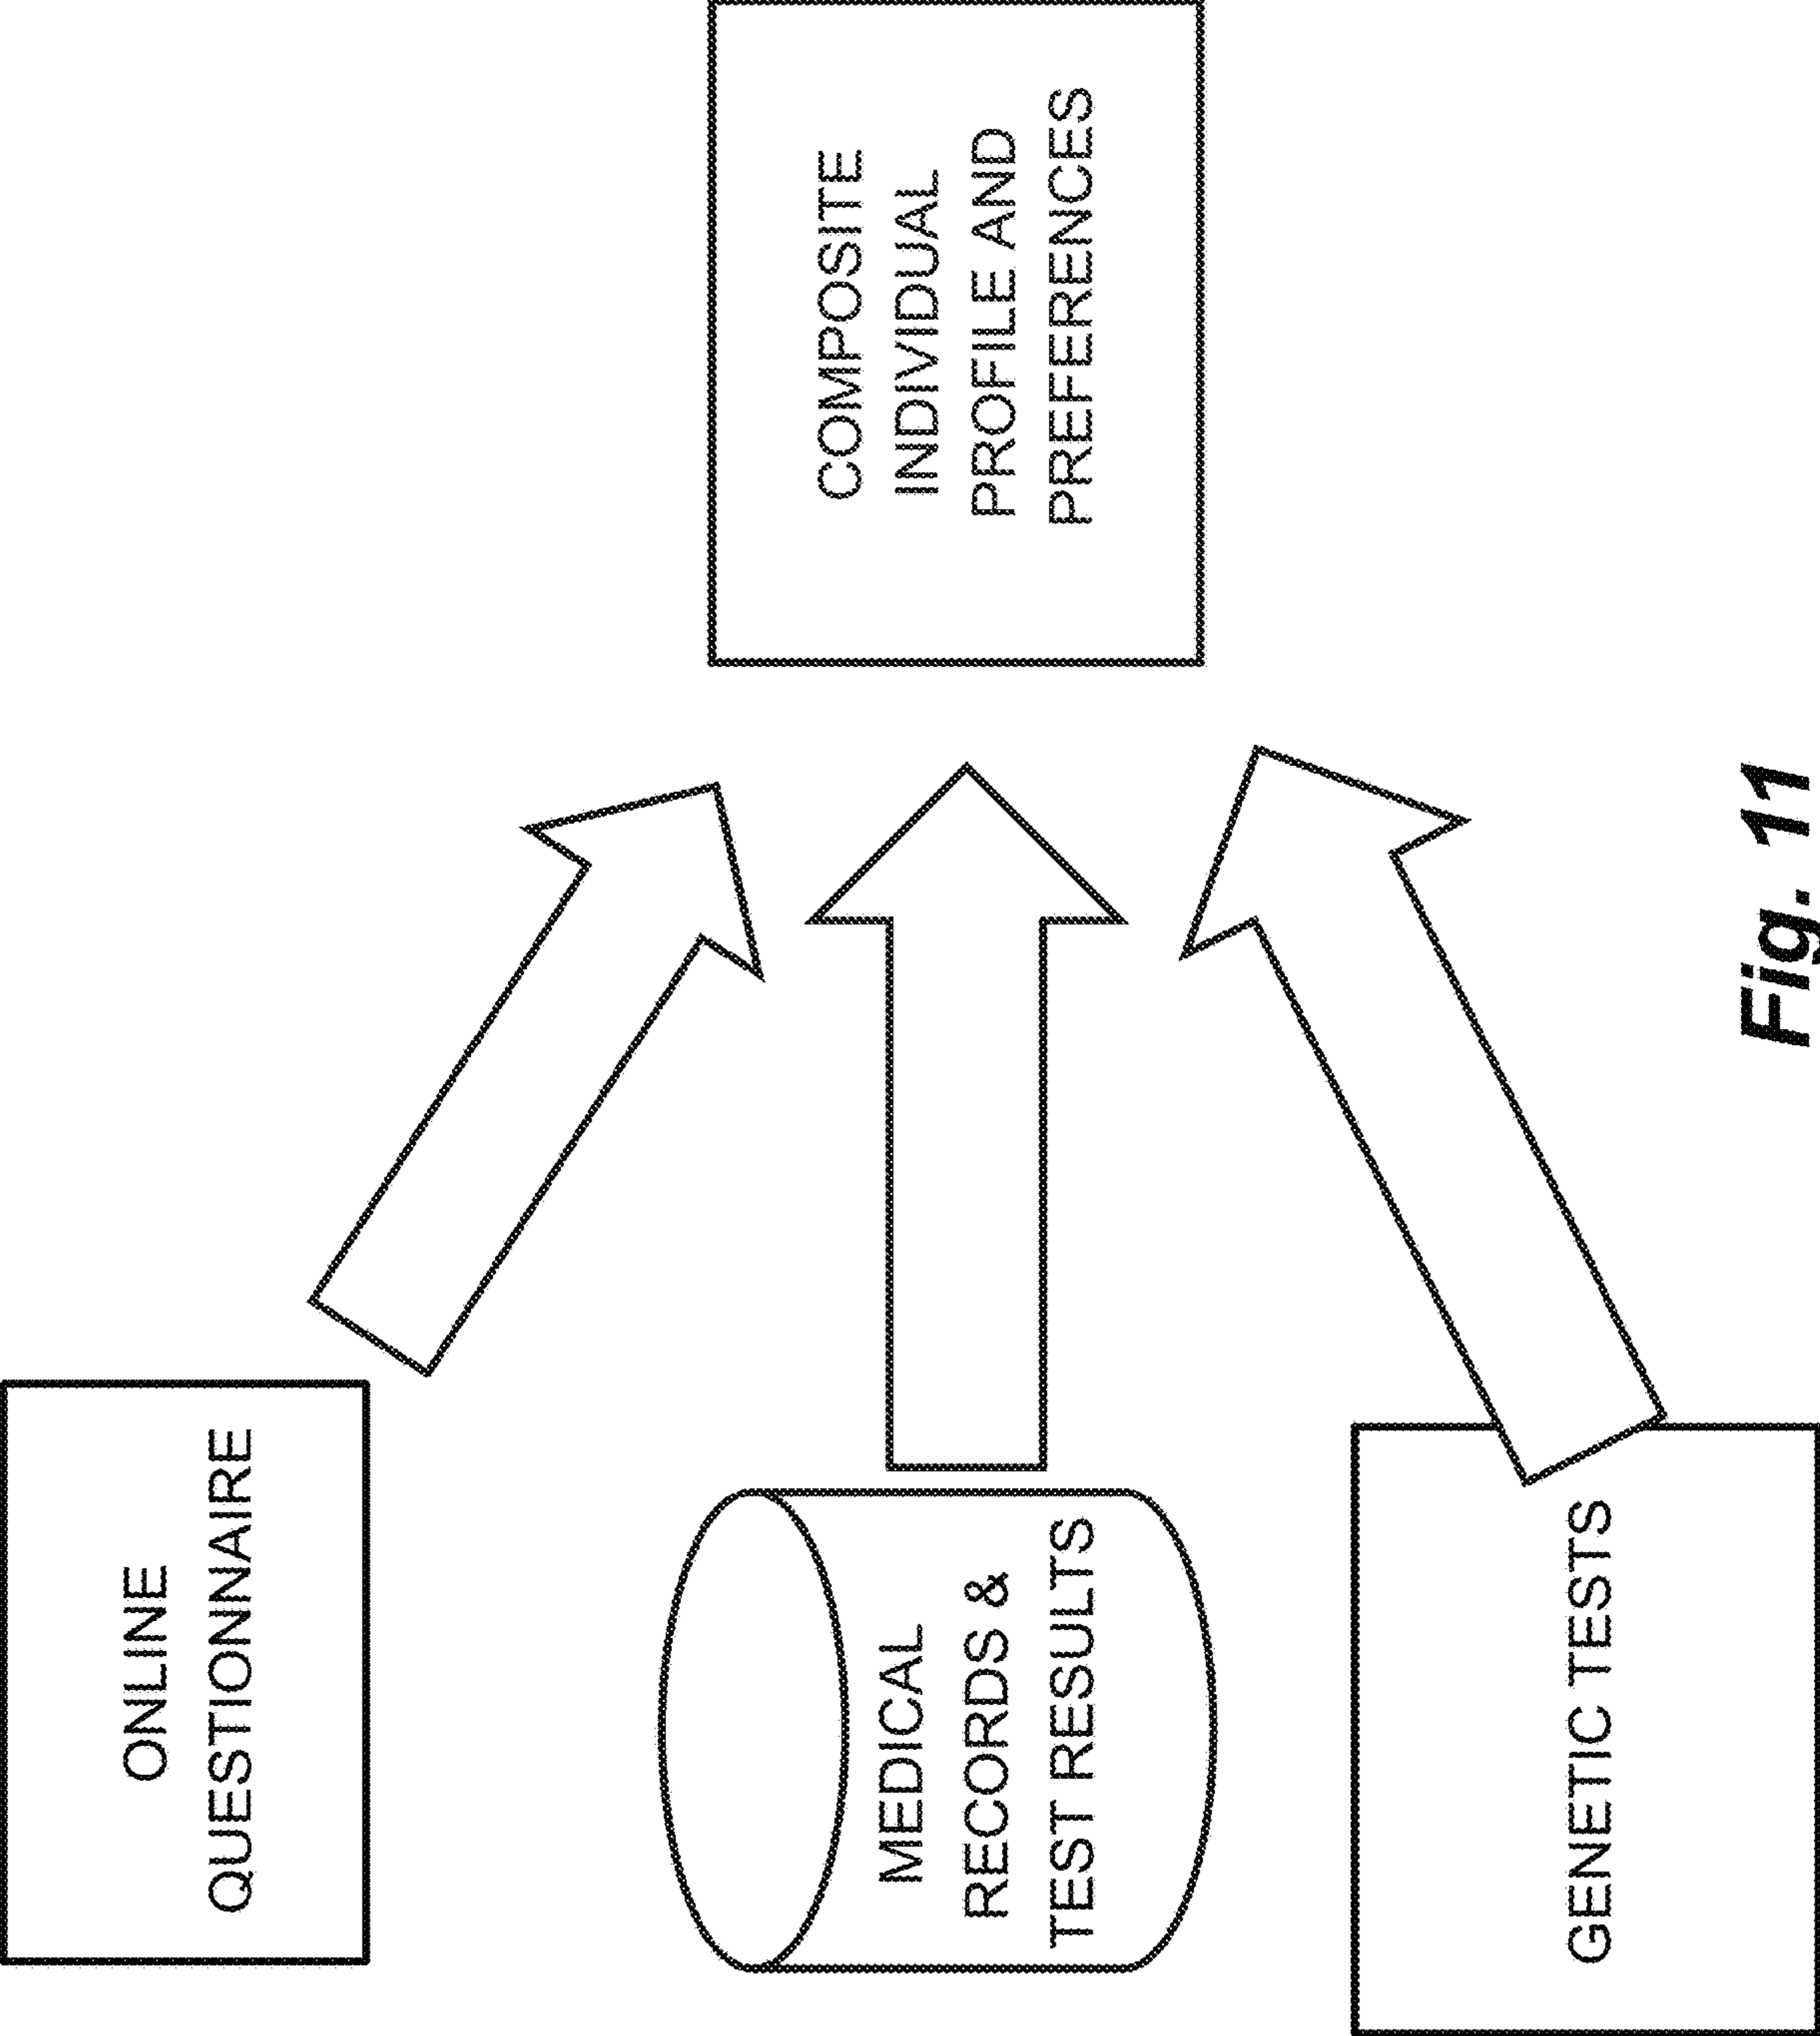 ONLINE
QUESTIONNAIRE
MEDICAL
RECORDS &
TEST RESULTS
GENETIC TESTS
COMPOSITE
INDIVIDUAL
PROFILE AND
PREFERENCES
Fig. 11